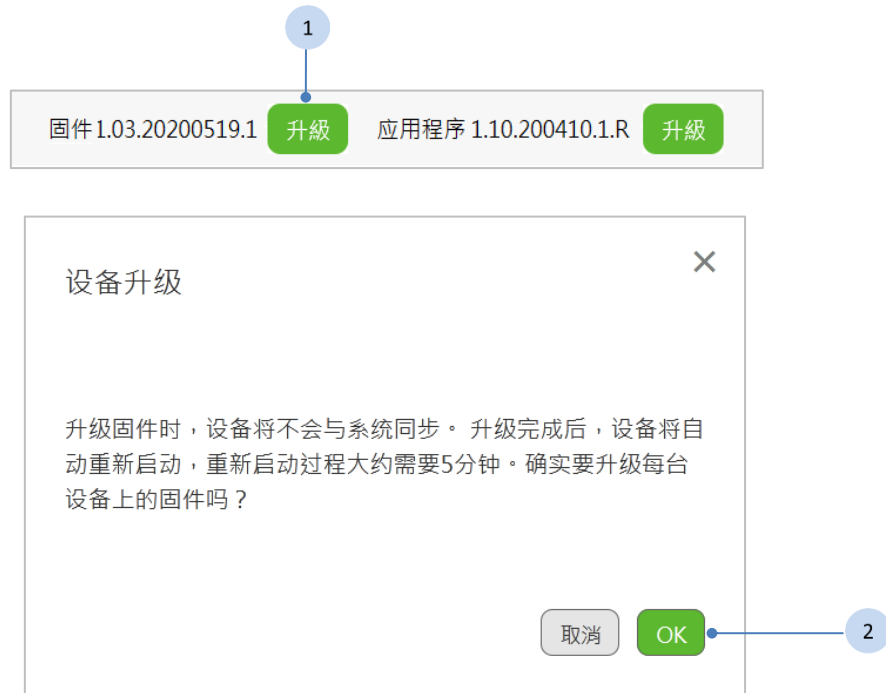 1
固件1.03.20200519.1 升級 应用程序 1.10.200410.1.R 升級
设备升级 ×
升级固件时，设备将不会与系统同步。 升级完成后，设备将自
动重新启动，重新启动过程大约需要5分钟。确实要升级每台
设备上的固件吗？
取消 OK 2